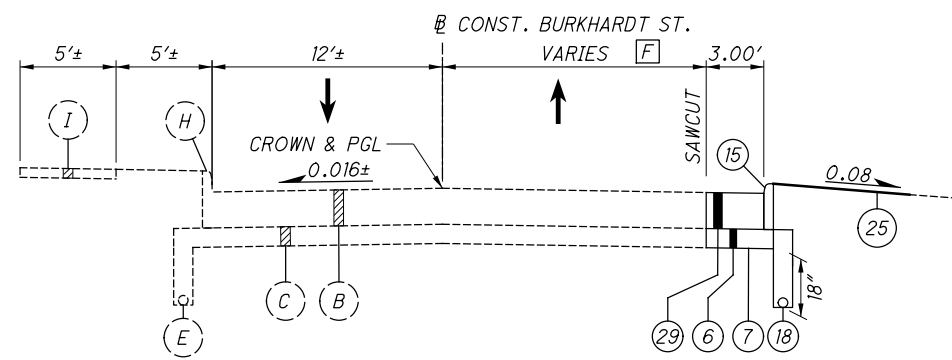 ℄ CONST. BURKHARDT ST.
5'± 5'± 12'± VARIES F 3.00'
I
H
CROWN & PGL
0.016±
SAWCUT
15
0.08
25
C B
18"
E
29 6 7 18